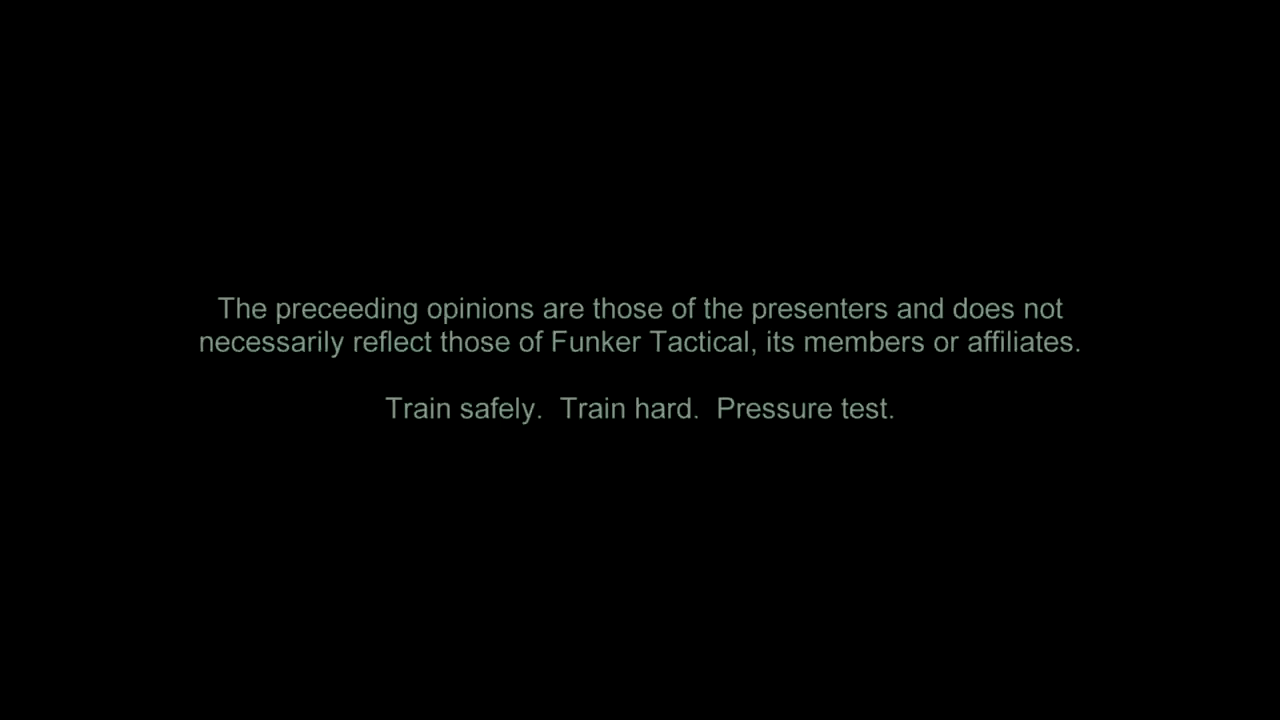 The preceeding opinions are those of the presenters and does not
necessarily reflect those of Funker Tactical, its members or affiliates.
Train safely.  Train hard.  Pressure test.